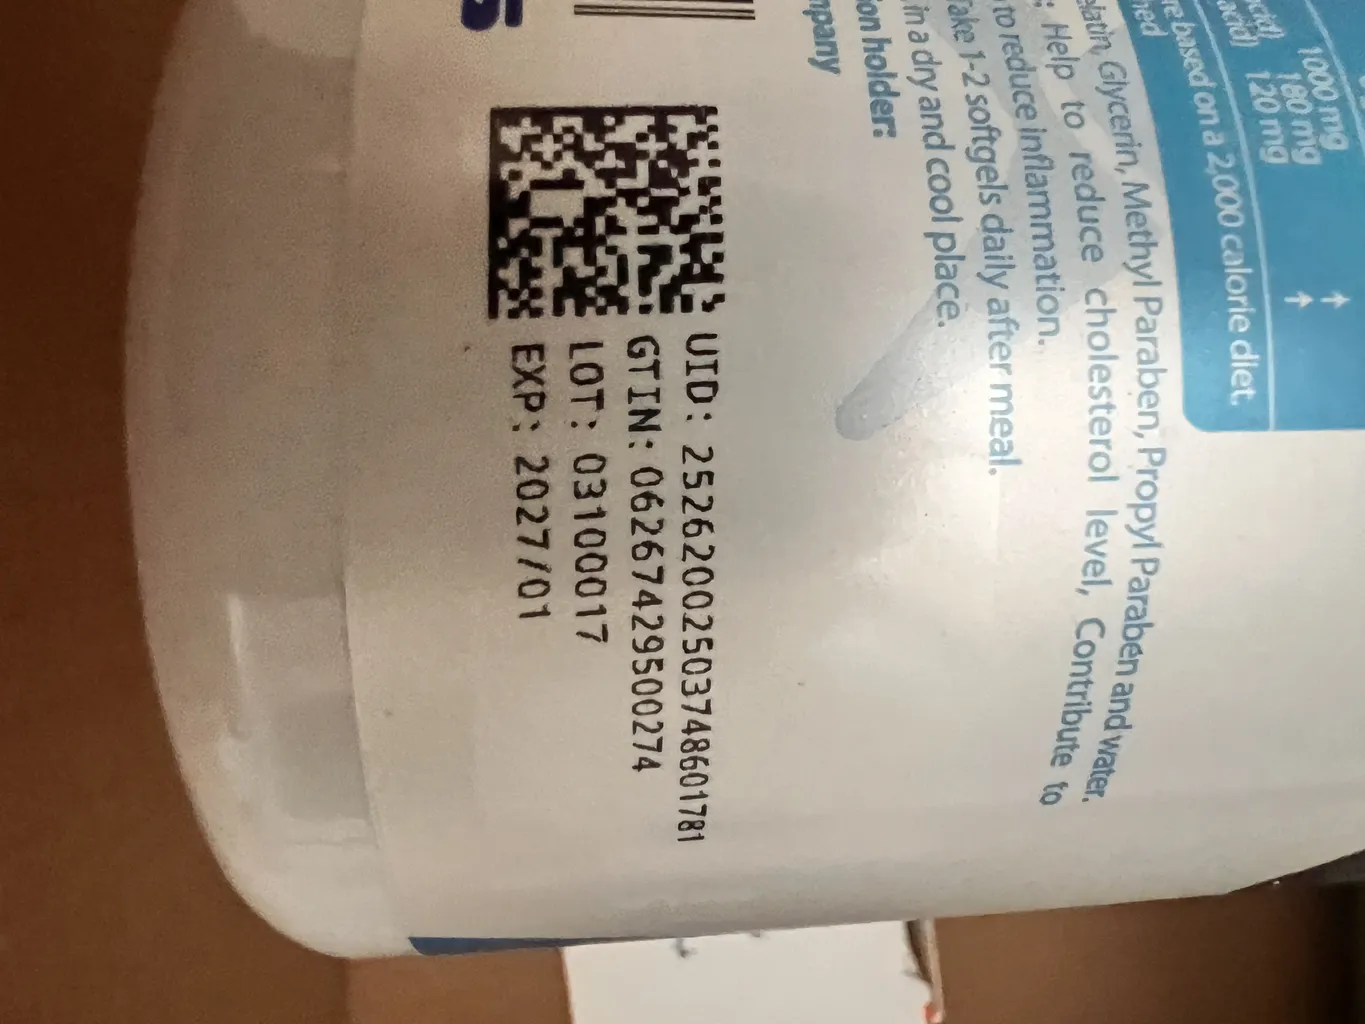 1000 mg
180 mg
120 mg
based on a 2,000 calorie diet.
Glycerin, Methyl Paraben, Propyl Paraben and water.
Help to reduce cholesterol level, Contribute to
to reduce inflammation.
Take 1-2 softgels daily after meal.
in a dry and cool place.
holder:
UID: 25262002503748601781
GTIN: 06267429500274
LOT: 03100017
EXP: 2027/01